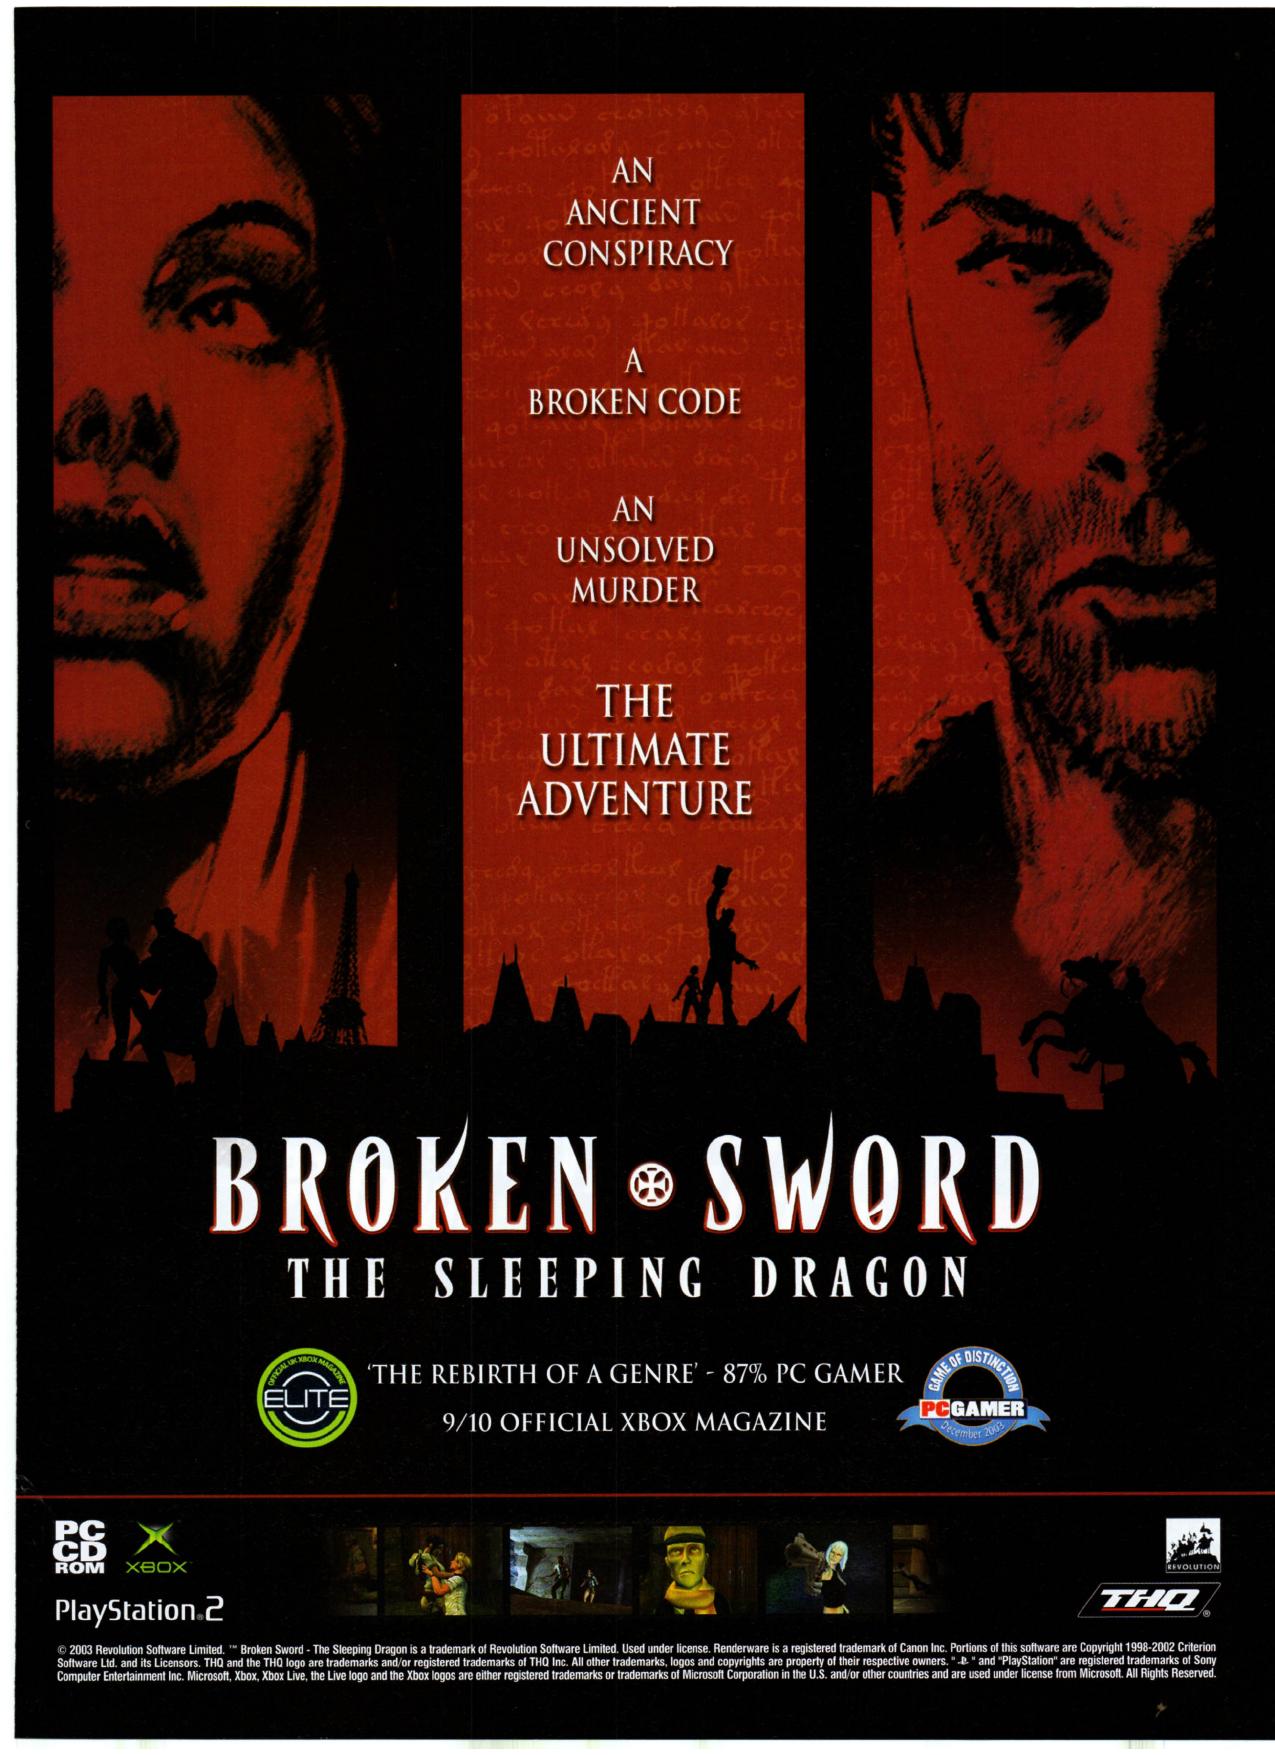 AN
ANCIENT
CONSPIRACY
A
BROKEN CODE
AN
UNSOLVED
MURDER
THE
ULTIMATE
ADVENTURE
BROKEN SWORD
THE SLEEPING DRAGON
OFFICIAL UK XBOX MAGAZINE
ELITE
'THE REBIRTH OF A GENRE' - 87% PC GAMER
9/10 OFFICIAL XBOX MAGAZINE
GAME OF DISTINCTION
PCGAMER
December 2003
PC
CD
ROM
XBOX
PlayStation®2
REVOLUTION
THQ®
© 2003 Revolution Software Limited. ™ Broken Sword - The Sleeping Dragon is a trademark of Revolution Software Limited. Used under license. Renderware is a registered trademark of Canon Inc. Portions of this software are Copyright 1998-2002 Criterion
Software Ltd. and its Licensors. THQ and the THQ logo are trademarks and/or registered trademarks of THQ Inc. All other trademarks, logos and copyrights are property of their respective owners. " " and "PlayStation" are registered trademarks of Sony
Computer Entertainment Inc. Microsoft, Xbox, Xbox Live, the Live logo and the Xbox logos are either registered trademarks or trademarks of Microsoft Corporation in the U.S. and/or other countries and are used under license from Microsoft. All Rights Reserved.